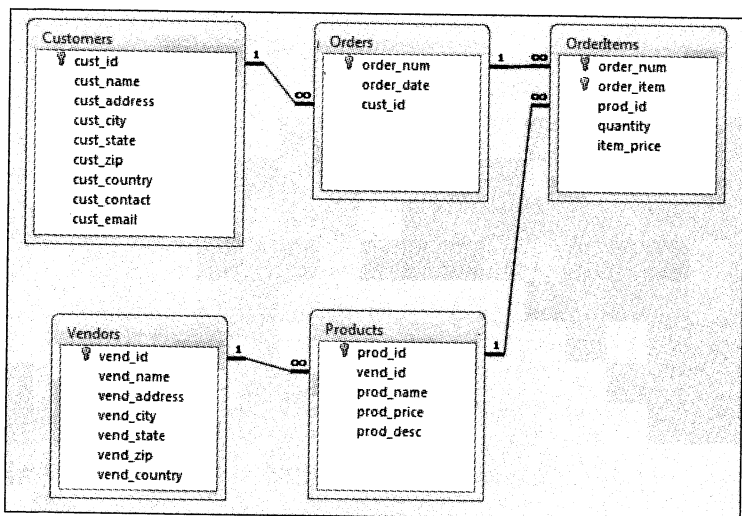 Customers
cust_id
cust_name
cust_address
cust_city
cust_state
cust_zip
cust_country
cust_contact
cust_email
1
∞
Orders
order_num
order_date
cust_id
1
∞
∞
OrderItems
order_num
order_item
prod_id
quantity
item_price
Vendors
vend_id
vend_name
vend_address
vend_city
vend_state
vend_zip
vend_country
1
∞
Products
prod_id
vend_id
prod_name
prod_price
prod_desc
1